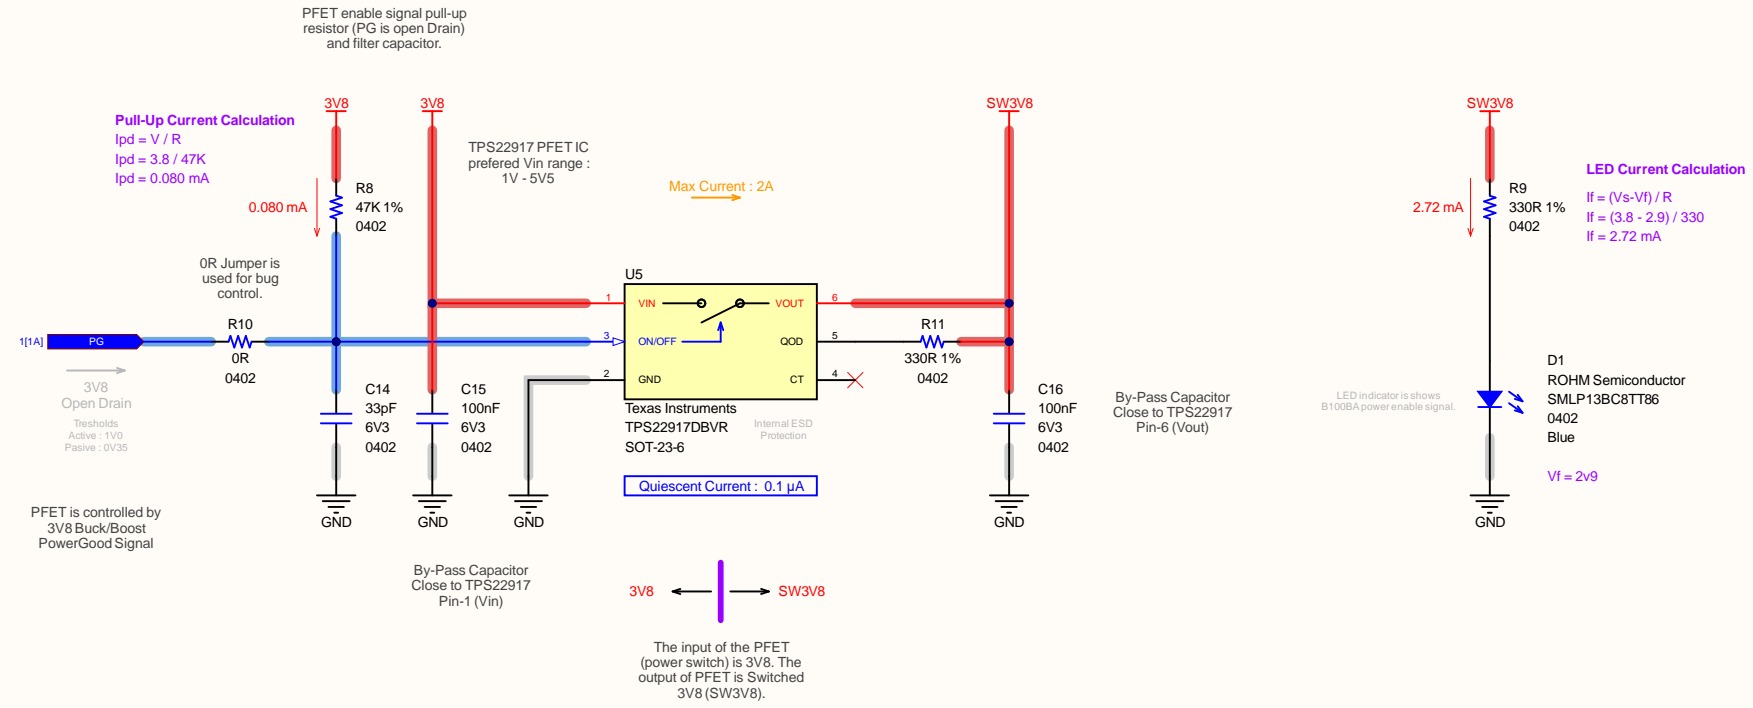 PFET enable signal pull-up
resistor (PG is open Drain)
and filter capacitor.
Pull-Up Current Calculation
Ipd = V / R
Ipd = 3.8 / 47K
Ipd = 0.080 mA
3V8
3V8
TPS22917 PFET IC
prefered Vin range :
1V - 5V5
Max Current : 2A
SW3V8
SW3V8
LED Current Calculation
If = (Vs-Vf) / R
If = (3.8 - 2.9) / 330
If = 2.72 mA
0.080 mA
R8
47K 1%
0402
2.72 mA
R9
330R 1%
0402
0R Jumper is
used for bug
control.
1[1A]
PG
R10
0R
0402
3V8
Open Drain
Tresholds
Active : 1V0
Pasive : 0V35
U5
1
VIN
VOUT
6
3
ON/OFF
QOD
5
2
GND
CT
4
R11
330R 1%
0402
C14
33pF
6V3
0402
C15
100nF
6V3
0402
Texas Instruments
TPS22917DBVR
SOT-23-6
Internal ESD
Protection
Quiescent Current : 0.1 µA
C16
100nF
6V3
0402
By-Pass Capacitor
Close to TPS22917
Pin-6 (Vout)
LED indicator is shows
B100BA power enable signal.
D1
ROHM Semiconductor
SMLP13BC8TT86
0402
Blue
Vf = 2v9
GND
GND
GND
GND
GND
PFET is controlled by
3V8 Buck/Boost
PowerGood Signal
By-Pass Capacitor
Close to TPS22917
Pin-1 (Vin)
3V8
SW3V8
The input of the PFET
(power switch) is 3V8. The
output of PFET is Switched
3V8 (SW3V8).